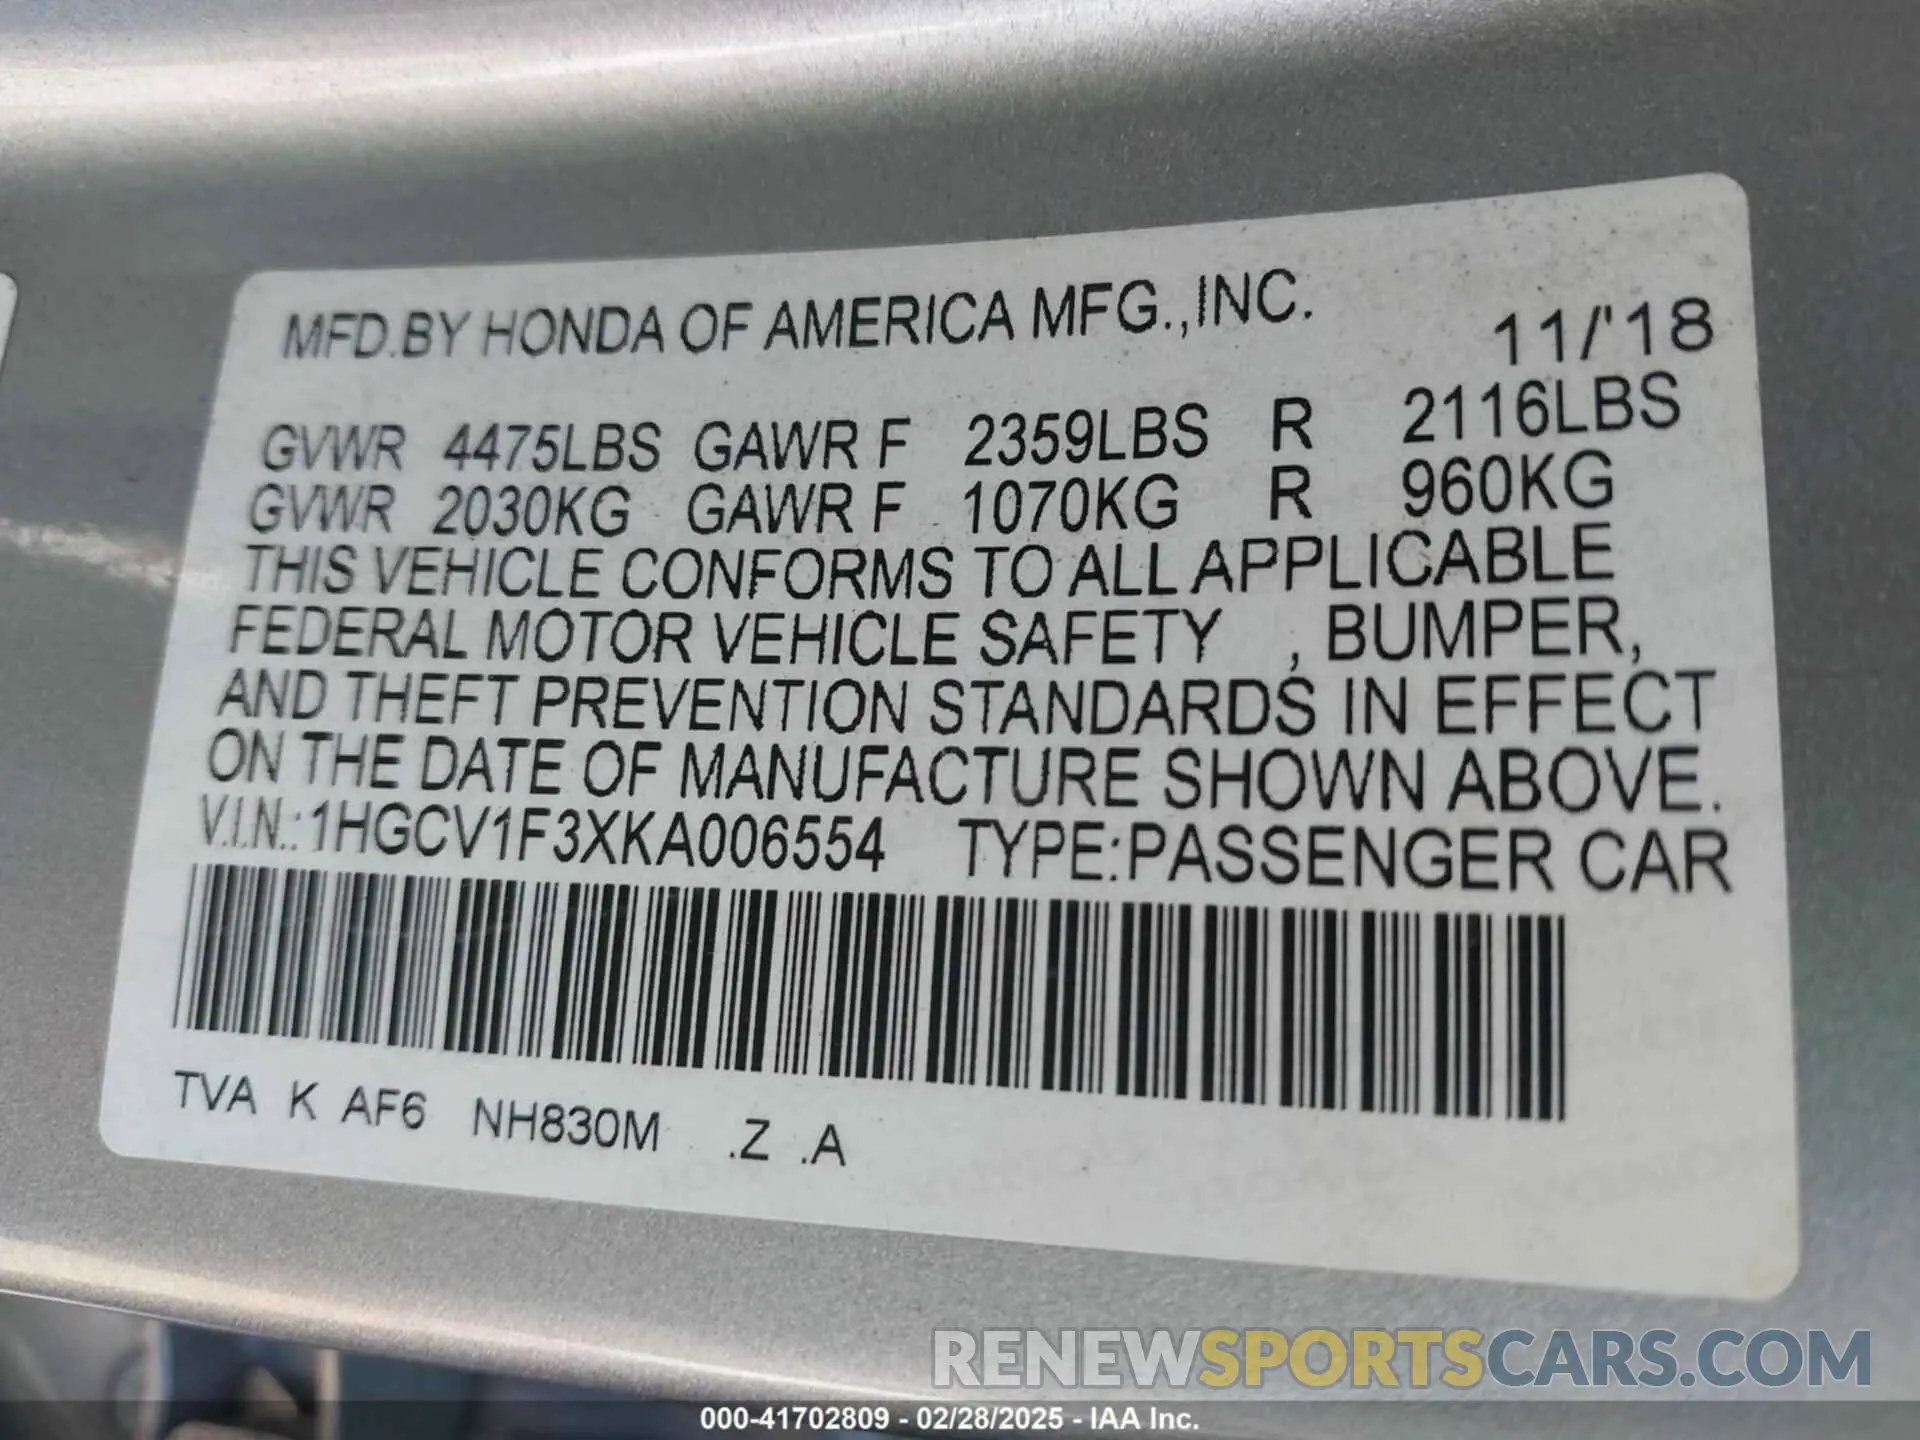 MFD.BY HONDA OF AMERICA MFG.,INC. 11/'18
GVWR 4475LBS GAWR F 2359LBS R 2116LBS
GVWR 2030KG GAWR F 1070KG R 960KG
THIS VEHICLE CONFORMS TO ALL APPLICABLE
FEDERAL MOTOR VEHICLE SAFETY , BUMPER,
AND THEFT PREVENTION STANDARDS IN EFFECT
ON THE DATE OF MANUFACTURE SHOWN ABOVE.
V.I.N.:1HGCV1F3XKA006554 TYPE:PASSENGER CAR
TVA K AF6 NH830M .Z .A
RENEWSPORTSCARS.COM
000-41702809 - 02/28/2025 - IAA Inc.